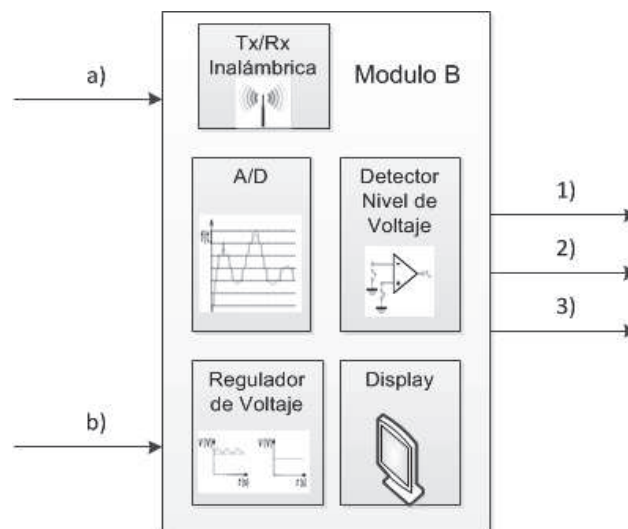 Tx/Rx
Inalámbrica
Modulo B
a)
A/D
Detector
Nivel de
Voltaje
1)
2)
3)
Regulador
de Voltaje
V(V)
V(V)
t(s)
t(s)
Display
b)